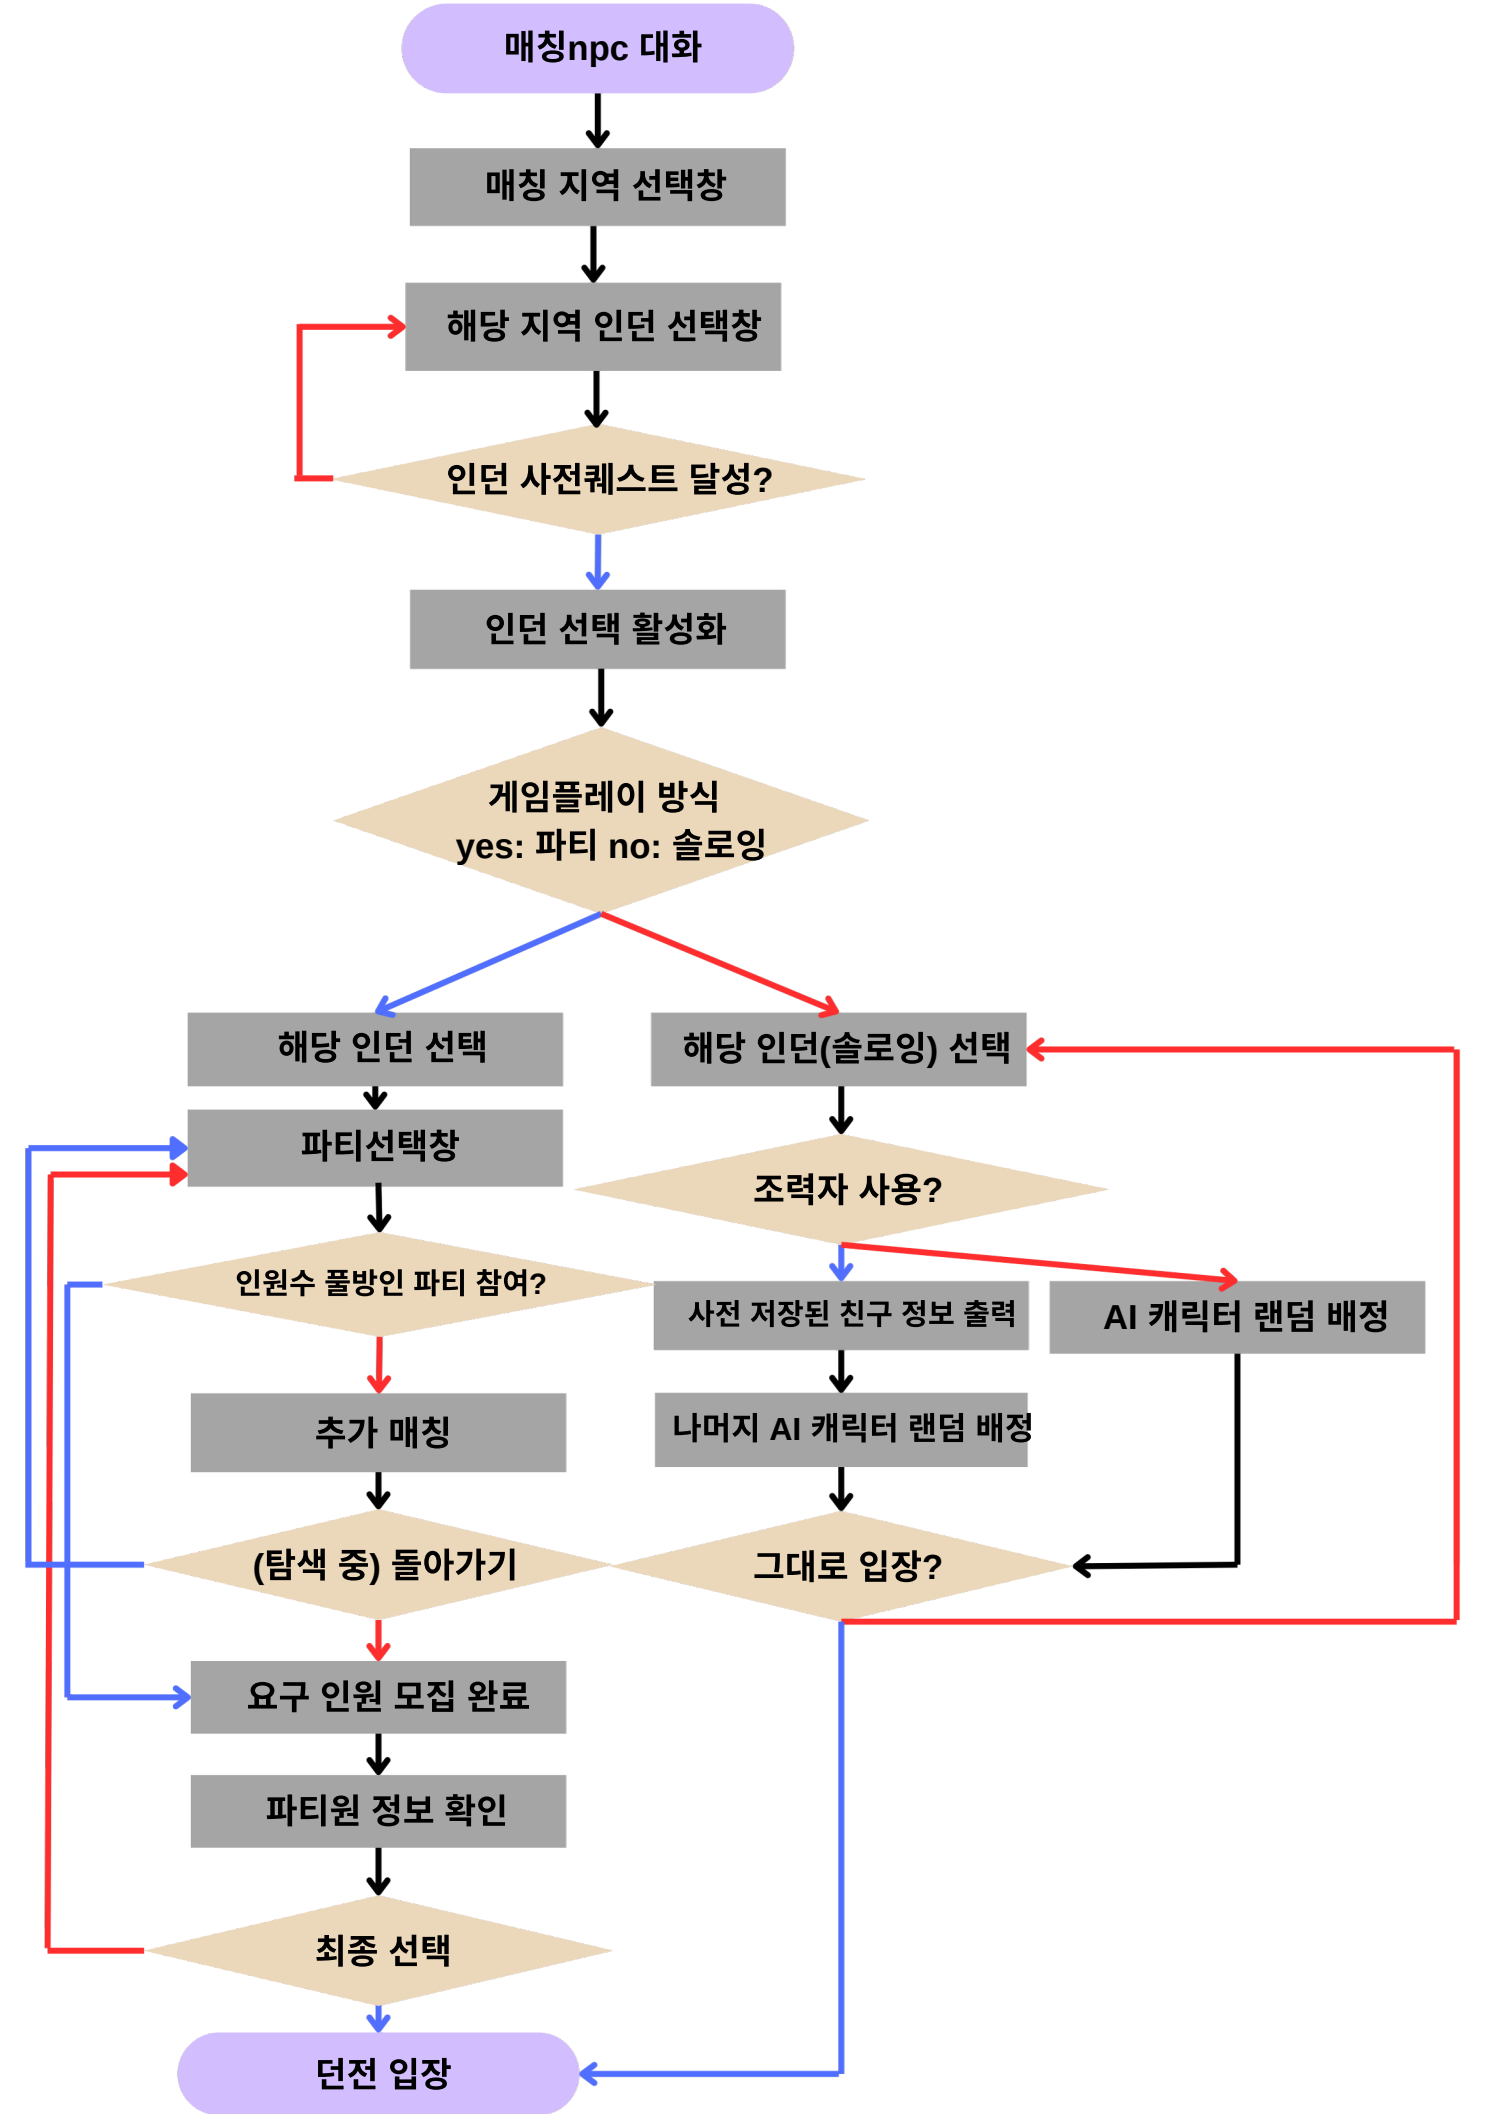 매칭npc 대화
매칭 지역 선택창
해당 지역 인던 선택창
인던 사전퀘스트 달성?
인던 선택 활성화
게임플레이 방식
yes: 파티 no: 솔로잉
해당 인던 선택
해당 인던(솔로잉) 선택
파티선택창
조력자 사용?
인원수 풀방인 파티 참여?
사전 저장된 친구 정보 출력
AI 캐릭터 랜덤 배정
추가 매칭
나머지 AI 캐릭터 랜덤 배정
(탐색 중) 돌아가기
그대로 입장?
요구 인원 모집 완료
파티원 정보 확인
최종 선택
던전 입장